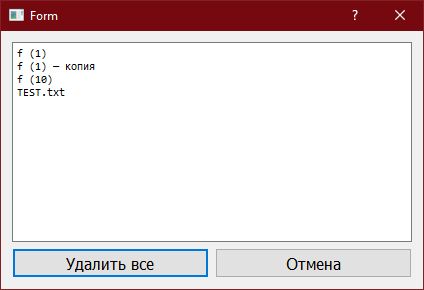 Form
?
f (1)
f (1) — копия
f (10)
TEST.txt
Удалить все
Отмена